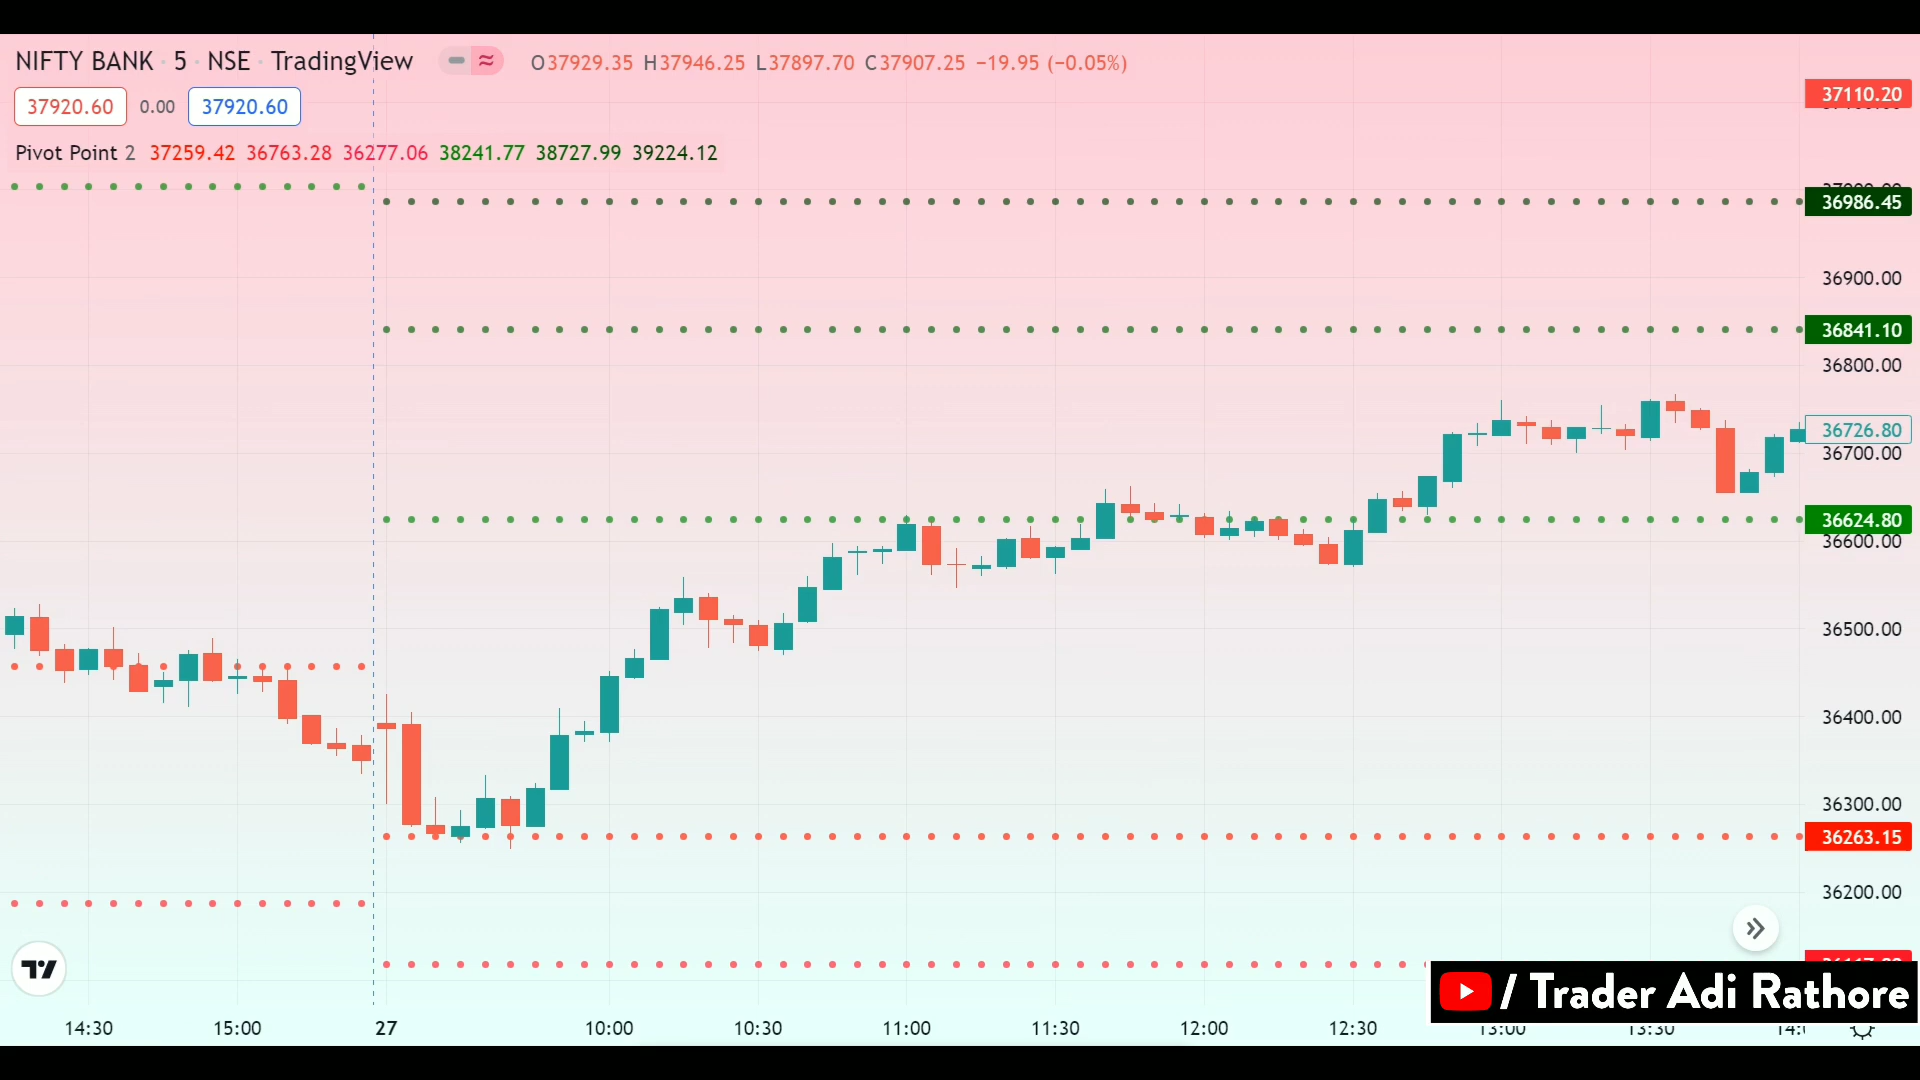 NIFTY BANK · 5 · NSE · TradingView
O37929.35 H37946.25 L37897.70 C37907.25 −19.95 (−0.05%)
37920.60 0.00 37920.60
Pivot Point 2 37259.42 36763.28 36277.06 38241.77 38727.99 39224.12
37110.20
36986.45
36900.00
36841.10
36800.00
36726.80
36700.00
36624.80
36600.00
36500.00
36400.00
36300.00
36263.15
36200.00
/ Trader Adi Rathore
14:30 15:00 27 10:00 10:30 11:00 11:30 12:00 12:30 13:00 13:30